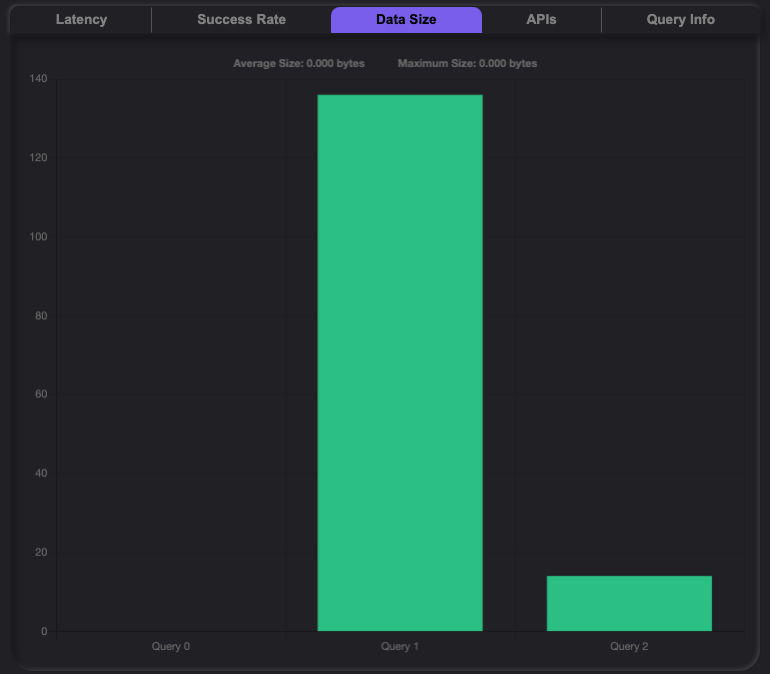 Latency Success Rate Data Size APIs Query Info
Average Size: 0.000 bytes Maximum Size: 0.000 bytes
140
120
100
80
60
40
20
0
Query 0 Query 1 Query 2